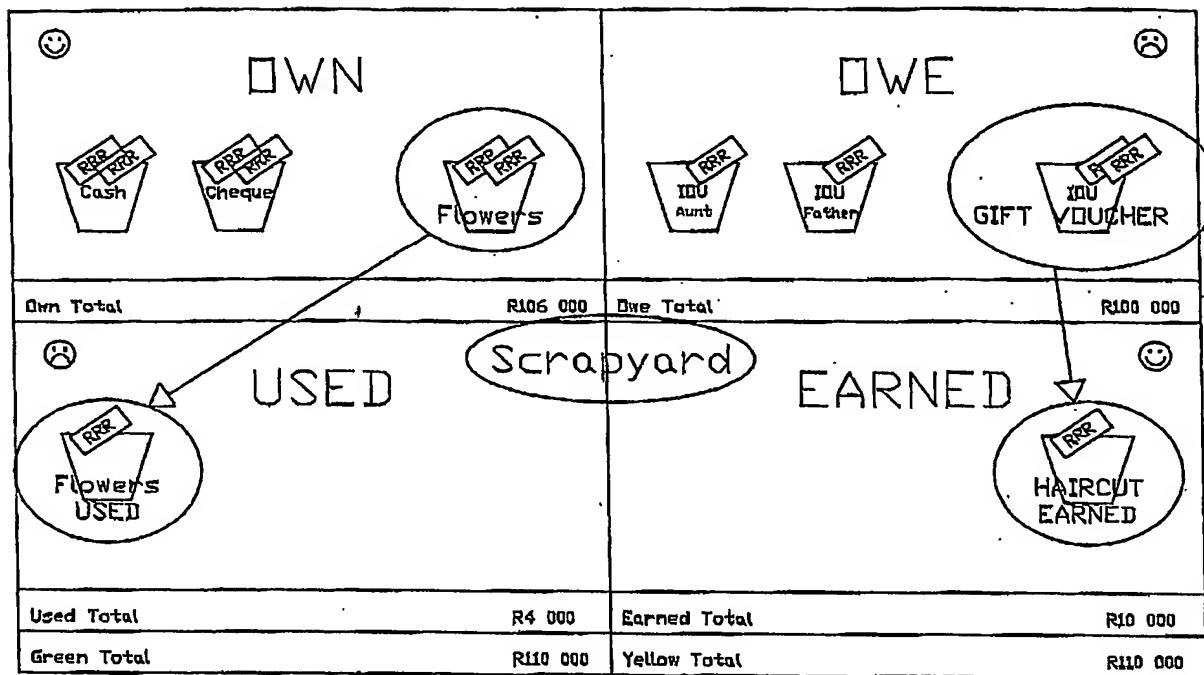 OWN
RRR RRR
Cash
RRR RRR
Cheque
RRR RRR
Flowers
Own Total R106 000
OWE
RRR
IOU
Aunt
RRR
IOU
Father
R RRR
IOU
GIFT VOUCHER
Owe Total R100 000
Scrapyard
USED
RRR
Flowers
USED
Used Total R4 000
Green Total R110 000
EARNED
RRR
HAIRCUT
EARNED
Earned Total R10 000
Yellow Total R110 000